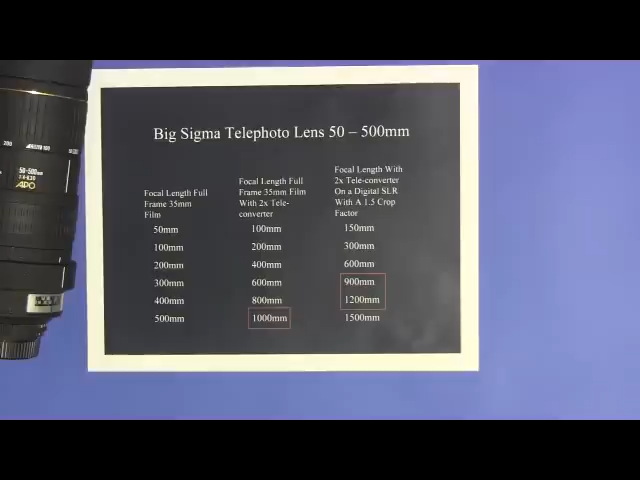 Big Sigma Telephoto Lens 50 – 500mm
Focal Length Full
Frame 35mm
Film
50mm
100mm
200mm
300mm
400mm
500mm
Focal Length Full
Frame 35mm Film
With 2x Tele-
converter
100mm
200mm
400mm
600mm
800mm
1000mm
Focal Length With
2x Tele-converter
On a Digital SLR
With A 1.5 Crop
Factor
150mm
300mm
600mm
900mm
1200mm
1500mm
50-500mm
APO